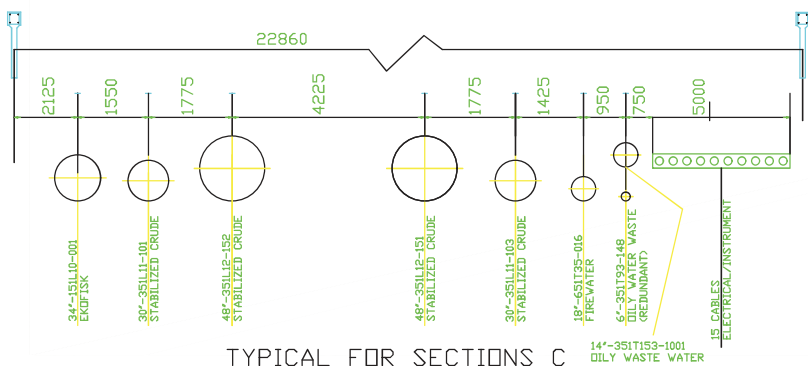 22860
2125
1550
1775
4225
1775
1425
950
750
5000
34"-151L10-001
EKOFISK
30"-351L11-101
STABILIZED CRUDE
48"-351L12-152
STABILIZED CRUDE
48"-351L12-151
STABILIZED CRUDE
30"-351L11-103
STABILIZED CRUDE
18"-651T35-016
FIREWATER
6"-351T93-148
OILY WATER WASTE
(REDUNDANT)
15 CABLES
ELECTRICAL/INSTRUMENT
14"-351T153-1001
OILY WASTE WATER
TYPICAL FOR SECTIONS C